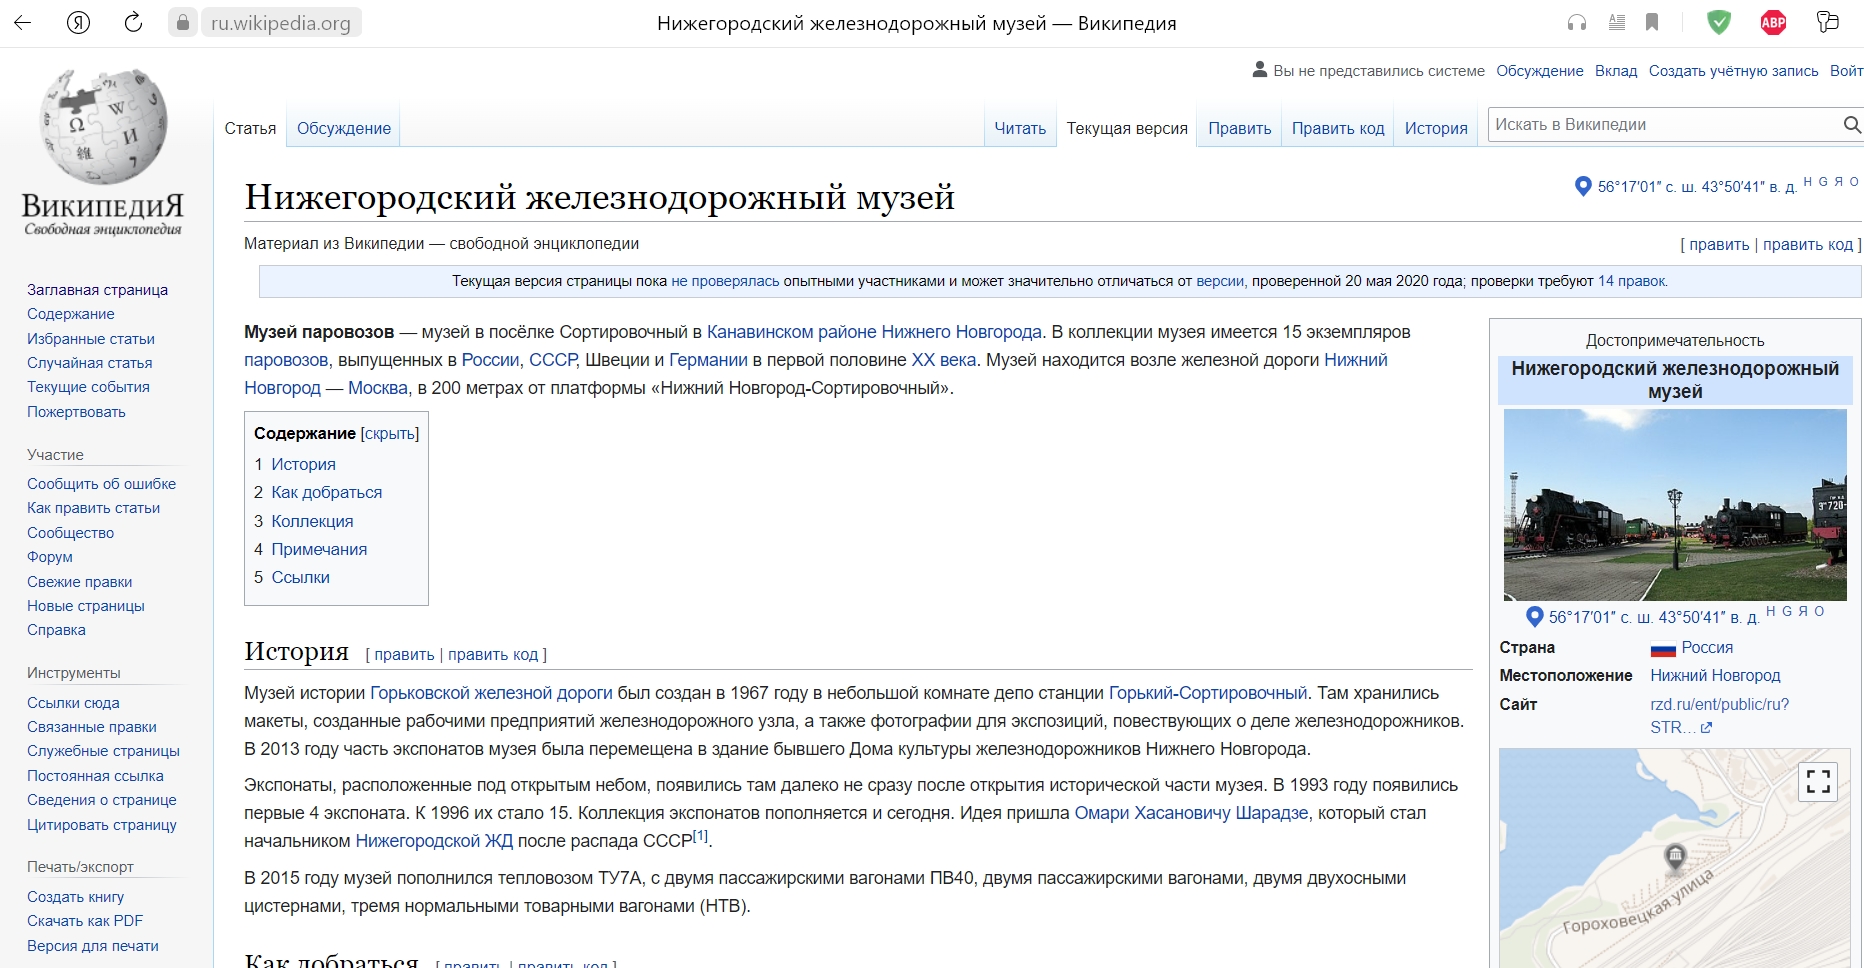 ru.wikipedia.org
Нижегородский железнодорожный музей — Википедия
ABP
Вы не представились системе Обсуждение Вклад Создать учётную запись Войт
Статья Обсуждение Читать Текущая версия Править Править код История Искать в Википедии
ВикипедиЯ
Свободная энциклопедия
Заглавная страница
Содержание
Избранные статьи
Случайная статья
Текущие события
Пожертвовать
Участие
Сообщить об ошибке
Как править статьи
Сообщество
Форум
Свежие правки
Новые страницы
Справка
Инструменты
Ссылки сюда
Связанные правки
Служебные страницы
Постоянная ссылка
Сведения о странице
Цитировать страницу
Печать/экспорт
Создать книгу
Скачать как PDF
Версия для печати
Нижегородский железнодорожный музей
56°17′01″ с. ш. 43°50′41″ в. д. H G Я O
Материал из Википедии — свободной энциклопедии
[ править | править код ]
Текущая версия страницы пока не проверялась опытными участниками и может значительно отличаться от версии, проверенной 20 мая 2020 года; проверки требуют 14 правок.
Музей паровозов — музей в посёлке Сортировочный в Канавинском районе Нижнего Новгорода. В коллекции музея имеется 15 экземпляров
паровозов, выпущенных в России, СССР, Швеции и Германии в первой половине XX века. Музей находится возле железной дороги Нижний
Новгород — Москва, в 200 метрах от платформы «Нижний Новгород-Сортировочный».
Содержание [скрыть]
1 История
2 Как добраться
3 Коллекция
4 Примечания
5 Ссылки
История [ править | править код ]
Музей истории Горьковской железной дороги был создан в 1967 году в небольшой комнате депо станции Горький-Сортировочный. Там хранились
макеты, созданные рабочими предприятий железнодорожного узла, а также фотографии для экспозиций, повествующих о деле железнодорожников.
В 2013 году часть экспонатов музея была перемещена в здание бывшего Дома культуры железнодорожников Нижнего Новгорода.
Экспонаты, расположенные под открытым небом, появились там далеко не сразу после открытия исторической части музея. В 1993 году появились
первые 4 экспоната. К 1996 их стало 15. Коллекция экспонатов пополняется и сегодня. Идея пришла Омари Хасановичу Шарадзе, который стал
начальником Нижегородской ЖД после распада СССР[1].
В 2015 году музей пополнился тепловозом ТУ7А, с двумя пассажирскими вагонами ПВ40, двумя пассажирскими вагонами, двумя двухосными
цистернами, тремя нормальными товарными вагонами (НТВ).
Как добраться [ править | править код ]
Достопримечательность
Нижегородский железнодорожный
музей
56°17′01″ с. ш. 43°50′41″ в. д. H G Я O
Страна Россия
Местоположение Нижний Новгород
Сайт rzd.ru/ent/public/ru?
STR…
Гороховецкая улица